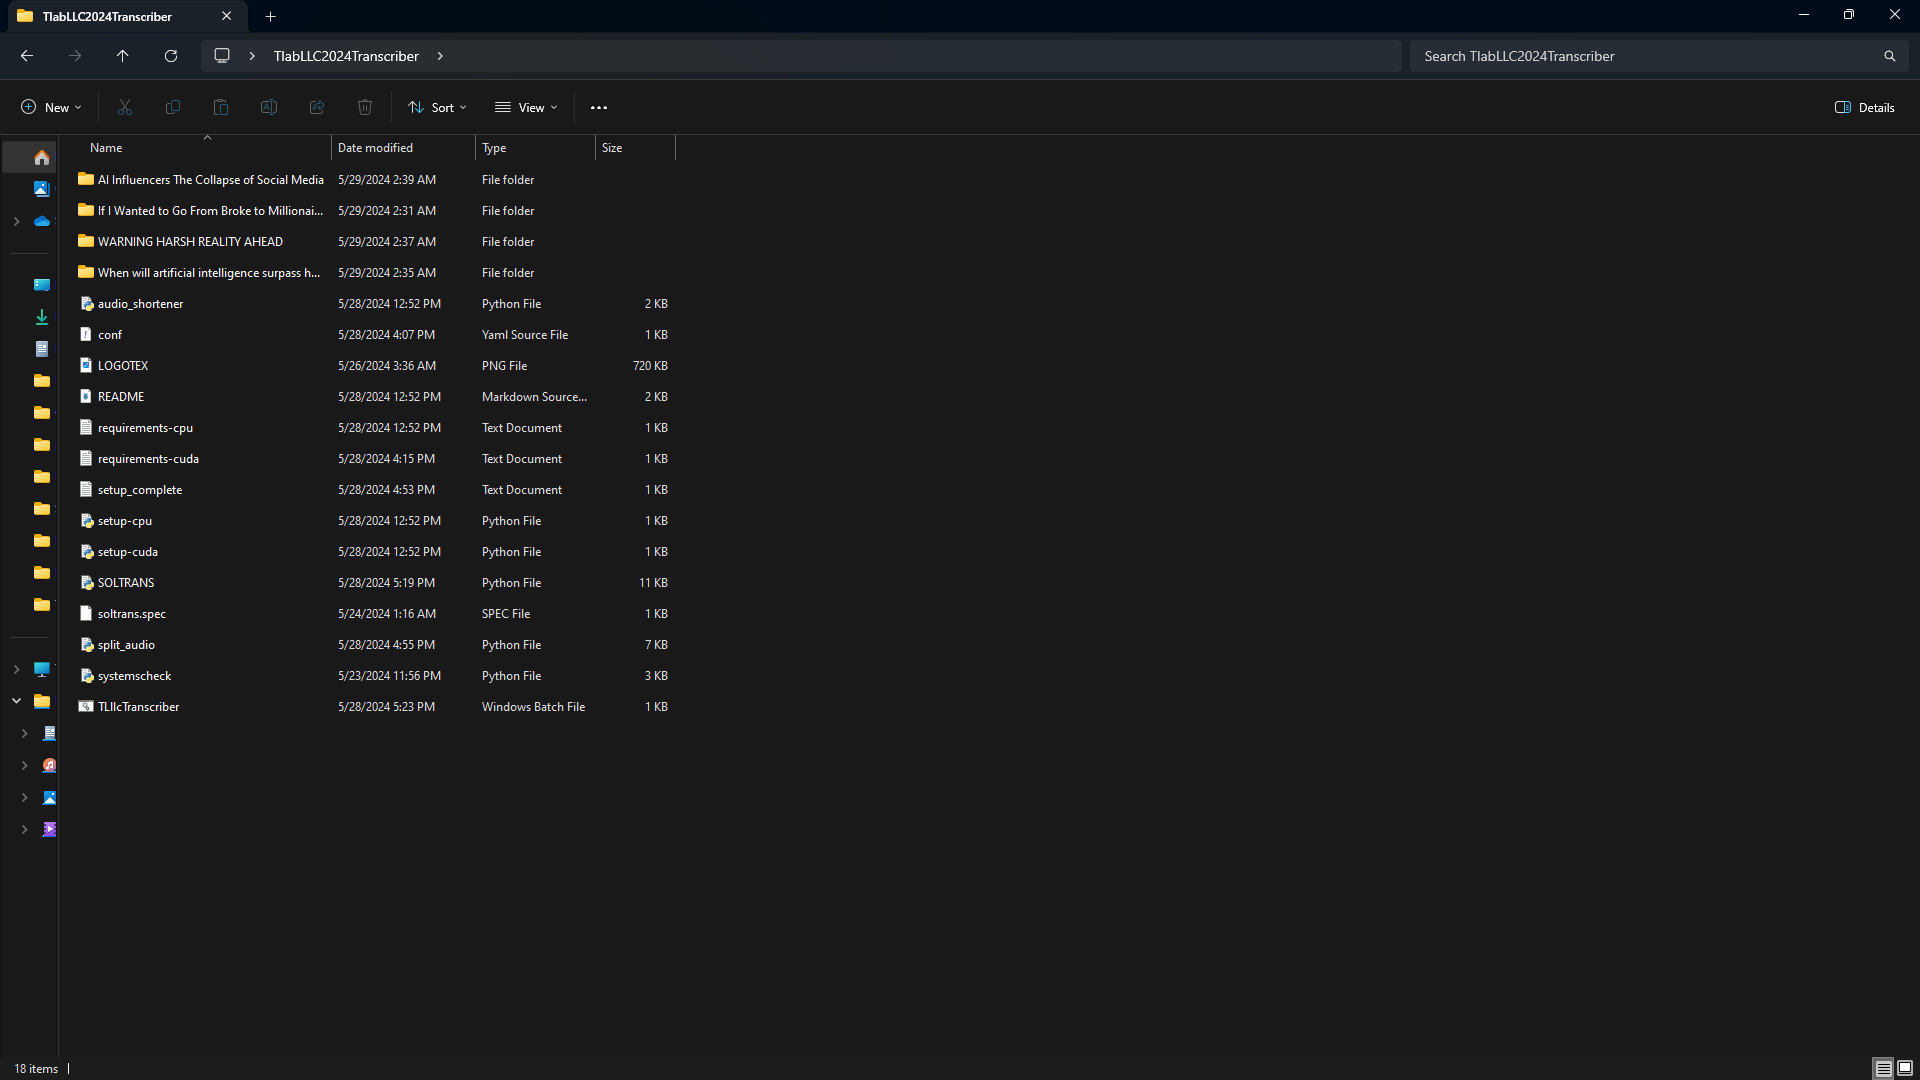 TlabLLC2024Transcriber
TlabLLC2024Transcriber
Search TlabLLC2024Transcriber
New
Sort
View
Details
Name Date modified Type Size
AI Influencers The Collapse of Social Media 5/29/2024 2:39 AM File folder
If I Wanted to Go From Broke to Millionai... 5/29/2024 2:31 AM File folder
WARNING HARSH REALITY AHEAD 5/29/2024 2:37 AM File folder
When will artificial intelligence surpass h... 5/29/2024 2:35 AM File folder
audio_shortener 5/28/2024 12:52 PM Python File 2 KB
conf 5/28/2024 4:07 PM Yaml Source File 1 KB
LOGOTEX 5/26/2024 3:36 AM PNG File 720 KB
README 5/28/2024 12:52 PM Markdown Source... 2 KB
requirements-cpu 5/28/2024 12:52 PM Text Document 1 KB
requirements-cuda 5/28/2024 4:15 PM Text Document 1 KB
setup_complete 5/28/2024 4:53 PM Text Document 1 KB
setup-cpu 5/28/2024 12:52 PM Python File 1 KB
setup-cuda 5/28/2024 12:52 PM Python File 1 KB
SOLTRANS 5/28/2024 5:19 PM Python File 11 KB
soltrans.spec 5/24/2024 1:16 AM SPEC File 1 KB
split_audio 5/28/2024 4:55 PM Python File 7 KB
systemscheck 5/23/2024 11:56 PM Python File 3 KB
TLllcTranscriber 5/28/2024 5:23 PM Windows Batch File 1 KB
18 items